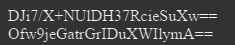 DJi7/X+NUlDH37RcieSuXw==
Ofw9jeGatrGrIDuXWIlymA==